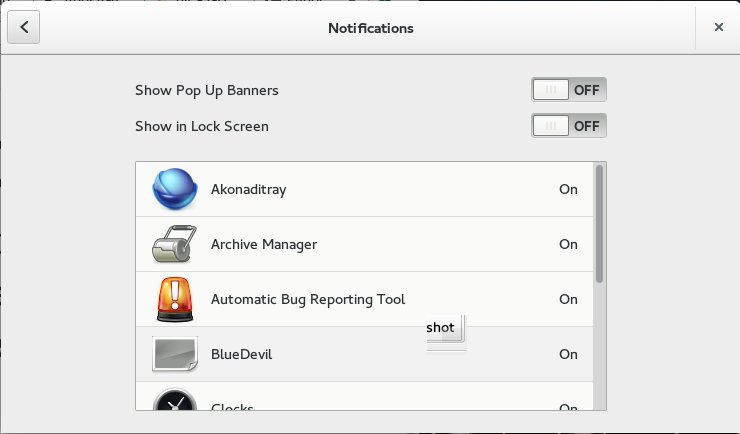 Notifications
Show Pop Up Banners OFF
Show in Lock Screen OFF
Akonaditray On
Archive Manager On
Automatic Bug Reporting Tool On
shot
BlueDevil On
Clocks On